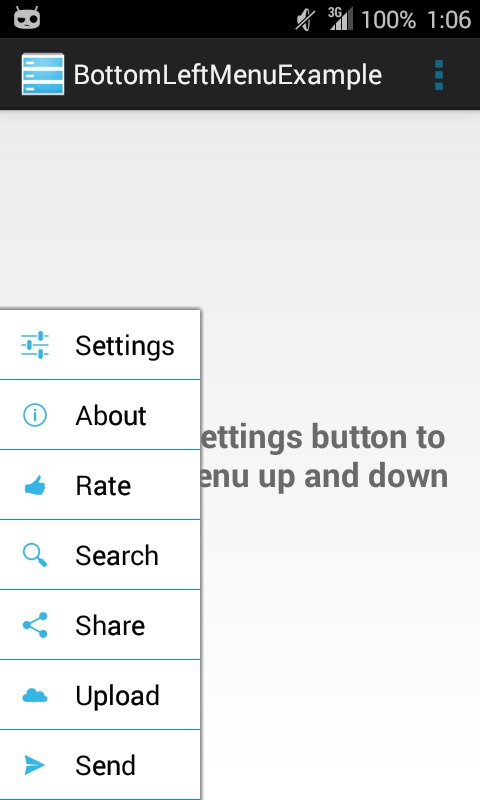 3G 100% 1:06
BottomLeftMenuExample
Settings
About
ettings button to
Rate
enu up and down
Search
Share
Upload
Send